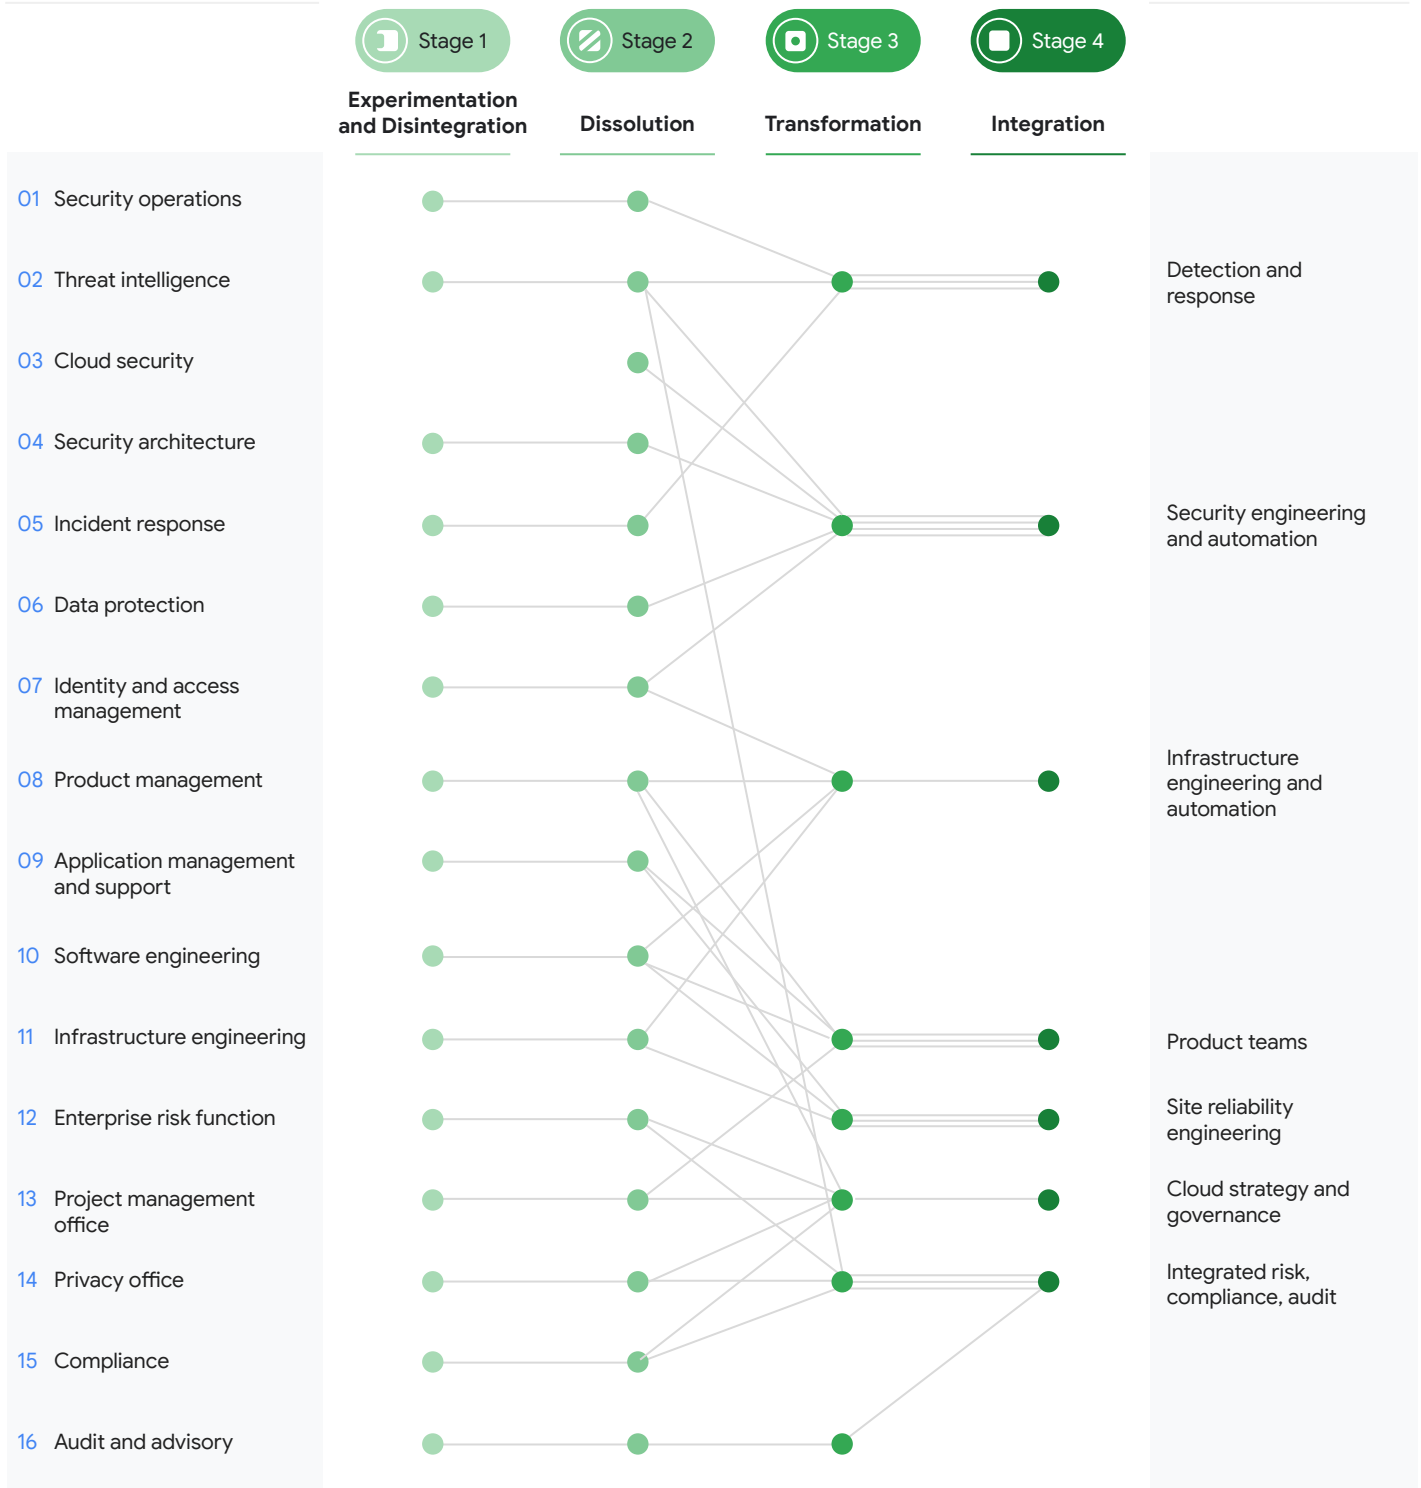 Stage 1
Stage 2
Stage 3
Stage 4
Experimentation
and Disintegration
Dissolution
Transformation
Integration
01 Security operations
02 Threat intelligence
Detection and
response
03 Cloud security
04 Security architecture
05 Incident response
Security engineering
and automation
06 Data protection
07 Identity and access
management
08 Product management
Infrastructure
engineering and
automation
09 Application management
and support
10 Software engineering
11 Infrastructure engineering
Product teams
12 Enterprise risk function
Site reliability
engineering
13 Project management
office
Cloud strategy and
governance
14 Privacy office
Integrated risk,
compliance, audit
15 Compliance
16 Audit and advisory